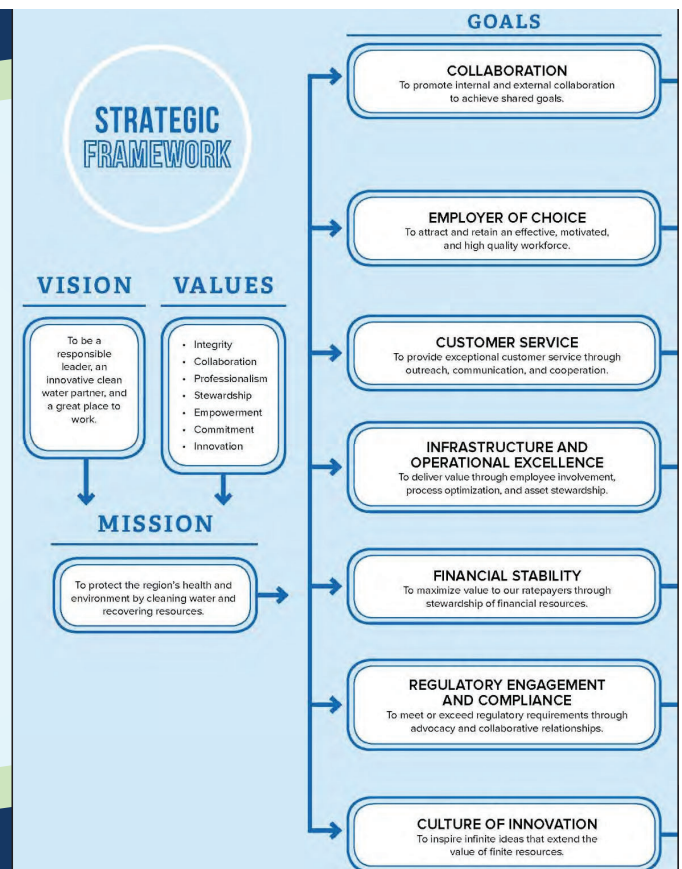 STRATEGIC
FRAMEWORK
VISION
To be a
responsible
leader, an
innovative clean
water partner, and
a great place to
work.
VALUES
• Integrity
• Collaboration
• Professionalism
• Stewardship
• Empowerment
• Commitment
• Innovation
MISSION
To protect the region's health and
environment by cleaning water and
recovering resources.
GOALS
COLLABORATION
To promote internal and external collaboration
to achieve shared goals.
EMPLOYER OF CHOICE
To attract and retain an effective, motivated,
and high quality workforce.
CUSTOMER SERVICE
To provide exceptional customer service through
outreach, communication, and cooperation.
INFRASTRUCTURE AND
OPERATIONAL EXCELLENCE
To deliver value through employee involvement,
process optimization, and asset stewardship.
FINANCIAL STABILITY
To maximize value to our ratepayers through
stewardship of financial resources.
REGULATORY ENGAGEMENT
AND COMPLIANCE
To meet or exceed regulatory requirements through
advocacy and collaborative relationships.
CULTURE OF INNOVATION
To inspire infinite ideas that extend the
value of finite resources.